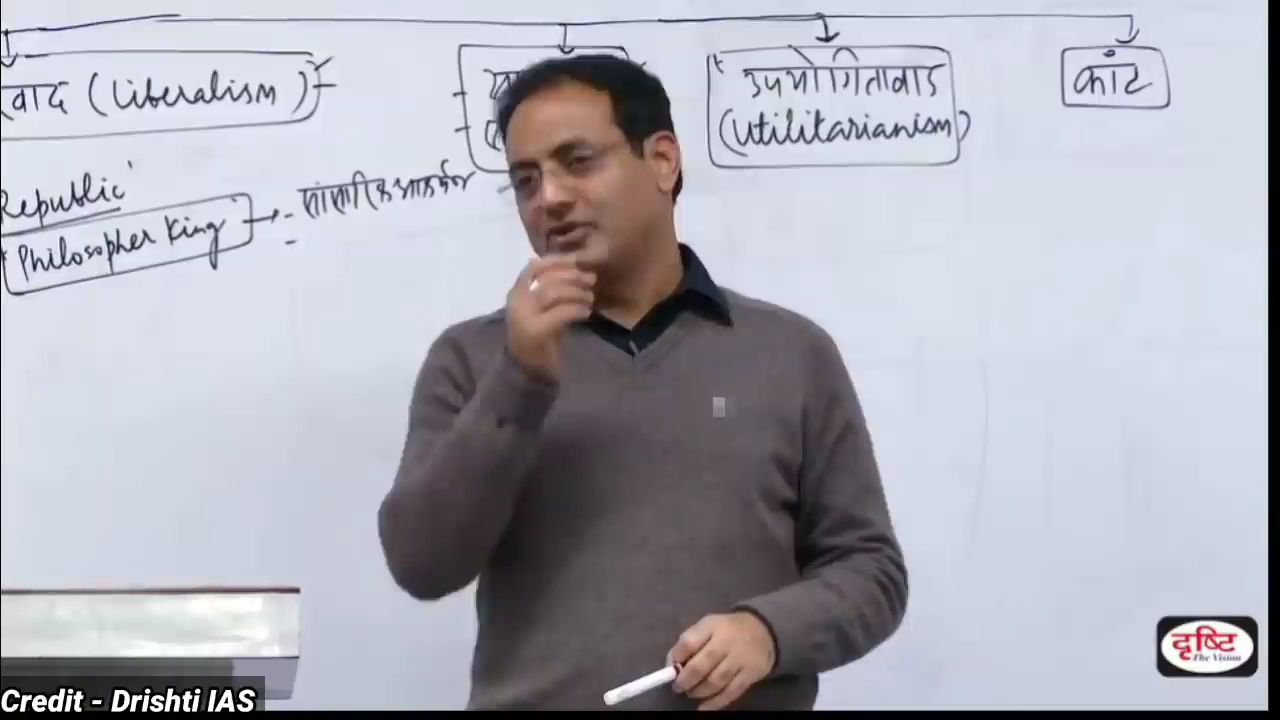 वाद (Liberalism)
उपयोगितावाद
(Utilitarianism)
कांट
Republic'
Philosopher King
दृष्टि
The Vision
Credit - Drishti IAS